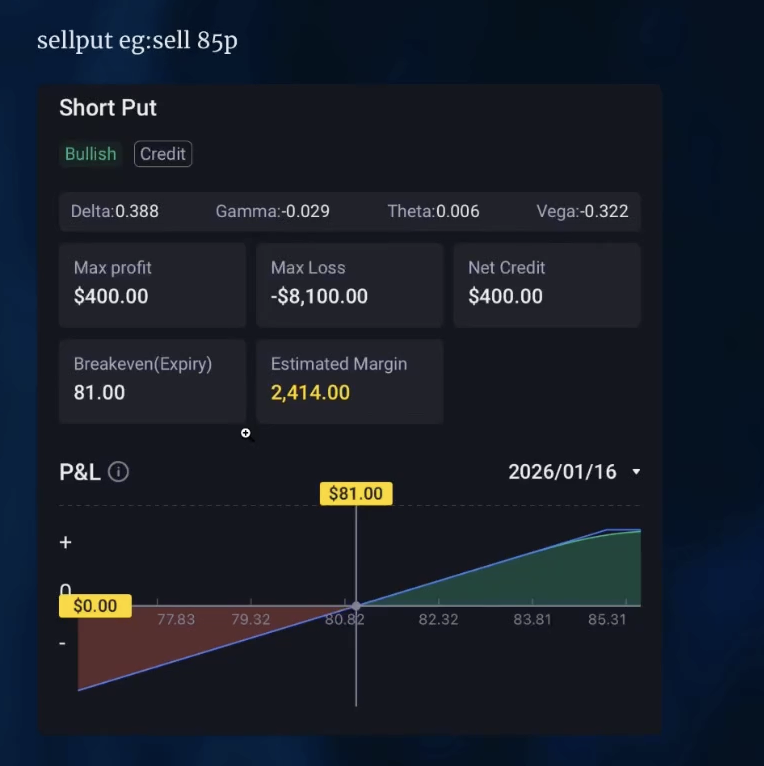 sellput eg:sell 85p
Short Put
Bullish Credit
Delta:0.388 Gamma:-0.029 Theta:0.006 Vega:-0.322
Max profit Max Loss Net Credit
$400.00 -$8,100.00 $400.00
Breakeven(Expiry) Estimated Margin
81.00 2,414.00
P&L 2026/01/16
$81.00
+
0
$0.00
77.83 79.32 80.82 82.32 83.81 85.31
-